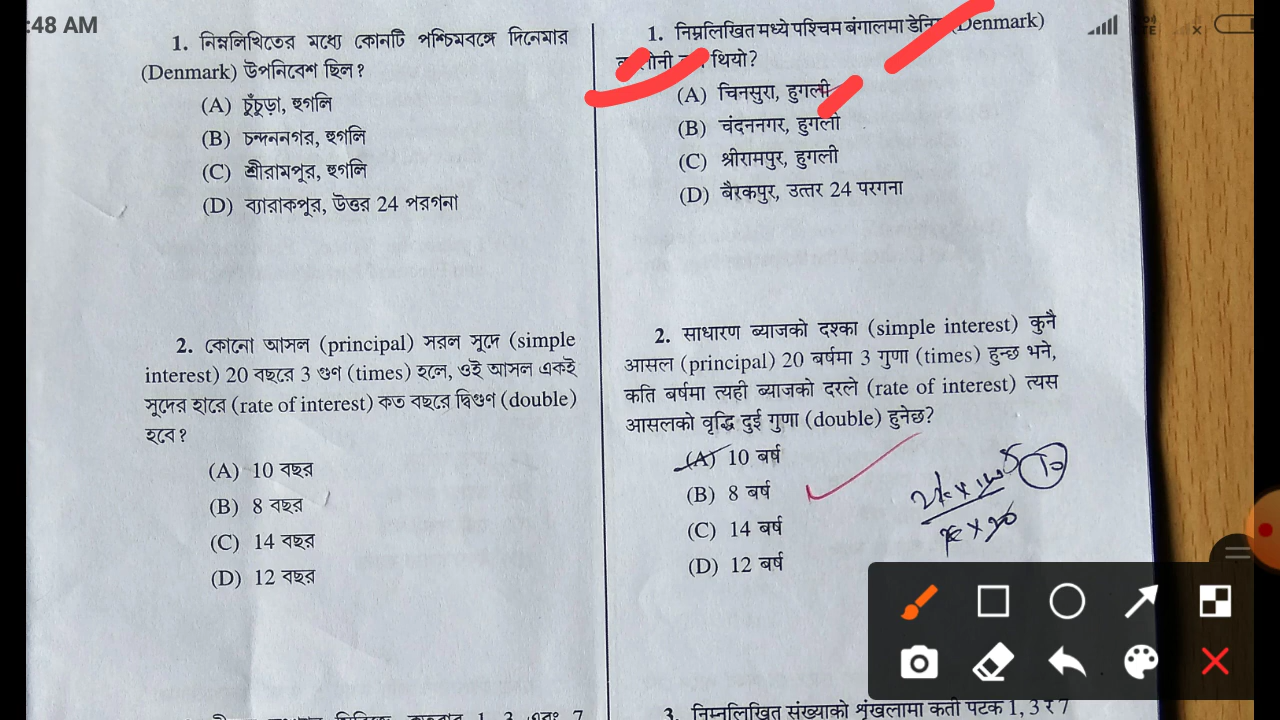 :48 AM
1. নিম্নলিখিতের মধ্যে কোনটি পশ্চিমবঙ্গে দিনেমার
(Denmark) উপনিবেশ ছিল?
(A) চুঁচুড়া, হুগলি
(B) চন্দননগর, হুগলি
(C) শ্রীরামপুর, হুগলি
(D) ব্যারাকপুর, উত্তর 24 পরগনা
2. কোনো আসল (principal) সরল সুদে (simple
interest) 20 বছরে 3 গুণ (times) হলে, ওই আসল একই
সুদের হারে (rate of interest) কত বছরে দ্বিগুণ (double)
হবে?
(A) 10 বছর
(B) 8 বছর
(C) 14 বছর
(D) 12 বছর
1. निम्नलिखित मध्ये पश्चिम बंगालमा (Denmark)
थियो?
(A) चिनसुरा, हुगली
(B) चंदननगर, हुगली
(C) श्रीरामपुर, हुगली
(D) बैरकपुर, उत्तर 24 परगना
2. साधारण ब्याजको दश्का (simple interest) कुनै
आसल (principal) 20 बर्षमा 3 गुणा (times) हुन्छ भने,
कति बर्षमा त्यही ब्याजको दरले (rate of interest) त्यस
आसलको वृद्धि दुई गुणा (double) हुनेछ?
(A) 10 बर्ष
(B) 8 बर्ष
(C) 14 बर्ष
(D) 12 बर्ष
10
3. निम्नलिखित संख्याको शृंखलामा कती पटक 1, 3 र 7